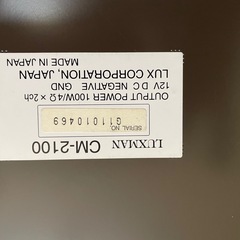 LUXMAN CM-2100
SERIAL NO. G11010469
OUTPUT POWER 100W/4Ω × 2ch
12V D C NEGATIVE GND
LUX CORPORATION, JAPAN
MADE IN JAPAN